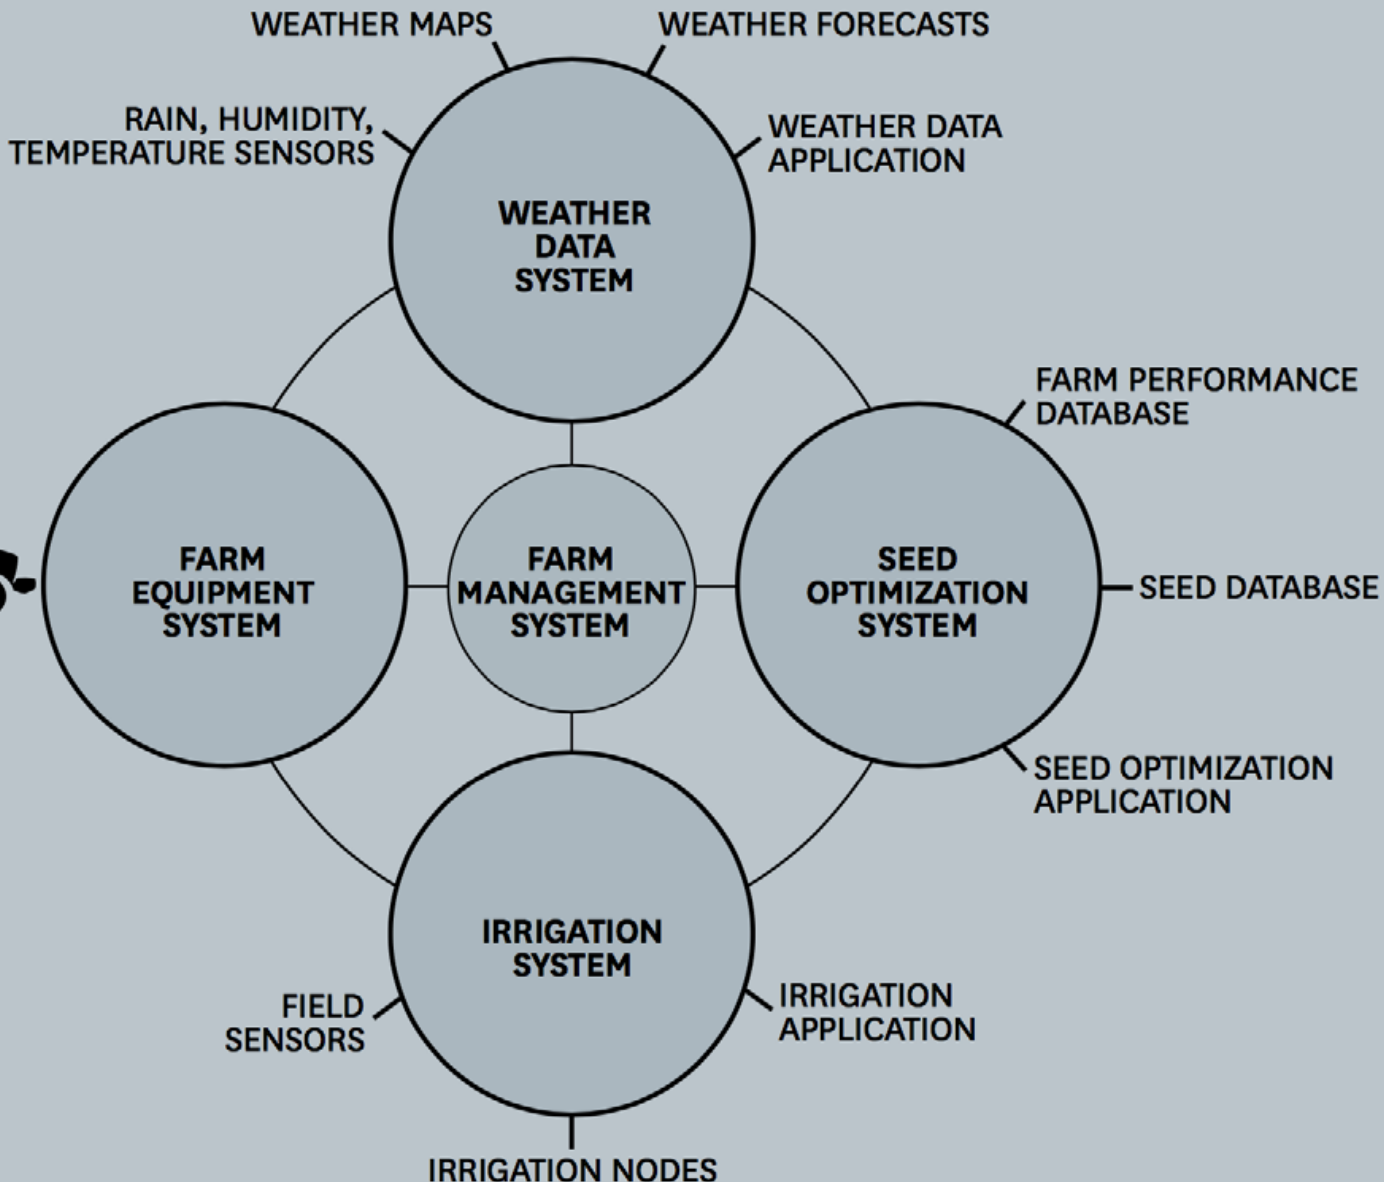 WEATHER MAPS
WEATHER FORECASTS
RAIN, HUMIDITY,
TEMPERATURE SENSORS
WEATHER DATA
APPLICATION
WEATHER
DATA
SYSTEM
FARM PERFORMANCE
DATABASE
FARM
EQUIPMENT
SYSTEM
FARM
MANAGEMENT
SYSTEM
SEED
OPTIMIZATION
SYSTEM
SEED DATABASE
SEED OPTIMIZATION
APPLICATION
IRRIGATION
SYSTEM
FIELD
SENSORS
IRRIGATION
APPLICATION
IRRIGATION NODES